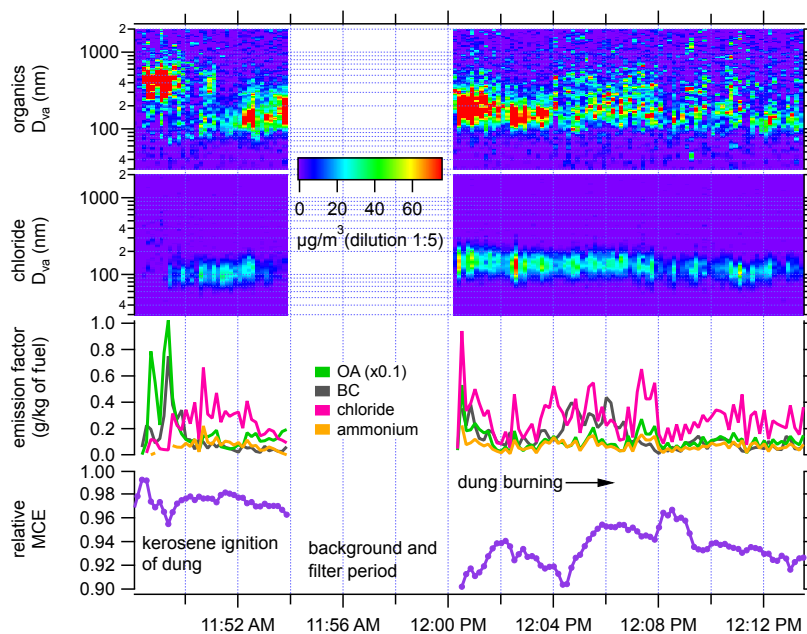 organics
D_va (nm)
2
1000
4
2
100
4
0 20 40 60
µg/m³ (dilution 1:5)
chloride
D_va (nm)
2
1000
4
2
100
4
emission factor
(g/kg of fuel)
1.0
0.8
0.6
0.4
0.2
0.0
OA (x0.1)
BC
chloride
ammonium
relative
MCE
1.00
0.98
0.96
0.94
0.92
0.90
kerosene ignition
of dung
background and
filter period
dung burning
11:52 AM 11:56 AM 12:00 PM 12:04 PM 12:08 PM 12:12 PM